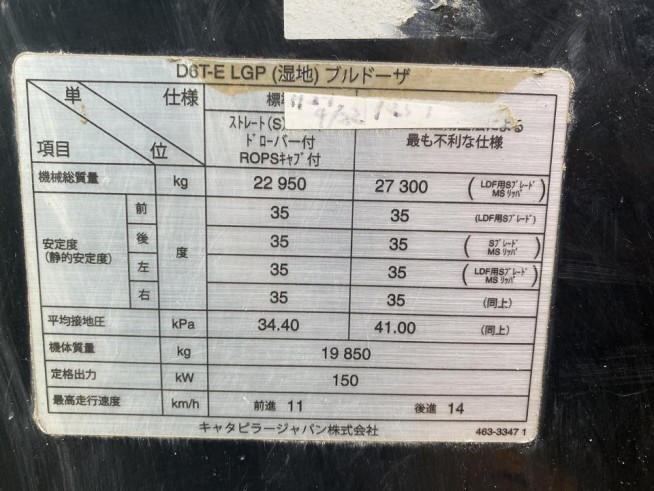 D6T-E LGP (湿地) ブルドーザ
単 仕様 標
ストレート(S) による
項目 位 ドローバー付 最も不利な仕様
ROPSキャブ付
機械総質量 kg 22 950 27 300 (LDF用Sブレード MSリッパ)
安定度 (静的安定度) 前 度 35 35 (LDF用Sブレード)
後 35 35 (Sブレード MSリッパ)
左 35 35 (LDF用Sブレード MSリッパ)
右 35 35 (同上)
平均接地圧 kPa 34.40 41.00 (同上)
機体質量 kg 19 850
定格出力 kW 150
最高走行速度 km/h 前進 11 後進 14
キャタピラージャパン株式会社 463-3347 1